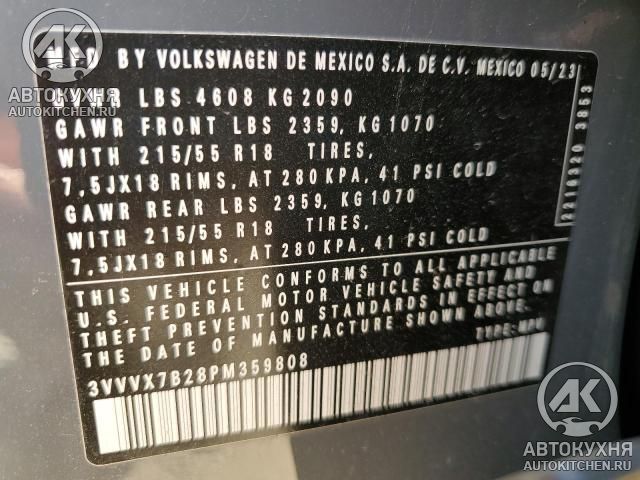 MFD BY VOLKSWAGEN DE MEXICO S.A. DE C.V. MEXICO 05/23
LBS 4608 KG 2090
GAWR FRONT LBS 2359, KG 1070
WITH 215/55 R18 TIRES,
7,5JX18 RIMS, AT 280 KPA, 41 PSI COLD
GAWR REAR LBS 2359, KG 1070
WITH 215/55 R18 TIRES,
7,5JX18 RIMS, AT 280 KPA, 41 PSI COLD
THIS VEHICLE CONFORMS TO ALL APPLICABLE
U.S. FEDERAL MOTOR VEHICLE SAFETY AND
THEFT PREVENTION STANDARDS IN EFFECT ON
THE DATE OF MANUFACTURE SHOWN ABOVE.
TYPE: MPV
3VVVX7B28PM359808
3853
AK
АВТОКУХНЯ
AUTOKITCHEN.RU
AK
АВТОКУХНЯ
AUTOKITCHEN.RU